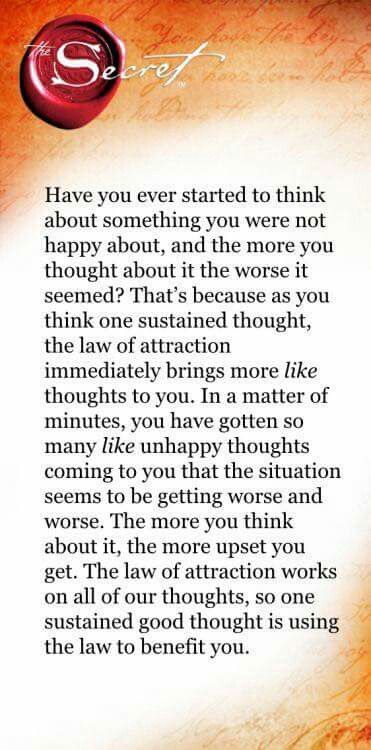 the Secret™
Have you ever started to think
about something you were not
happy about, and the more you
thought about it the worse it
seemed? That's because as you
think one sustained thought,
the law of attraction
immediately brings more like
thoughts to you. In a matter of
minutes, you have gotten so
many like unhappy thoughts
coming to you that the situation
seems to be getting worse and
worse. The more you think
about it, the more upset you
get. The law of attraction works
on all of our thoughts, so one
sustained good thought is using
the law to benefit you.